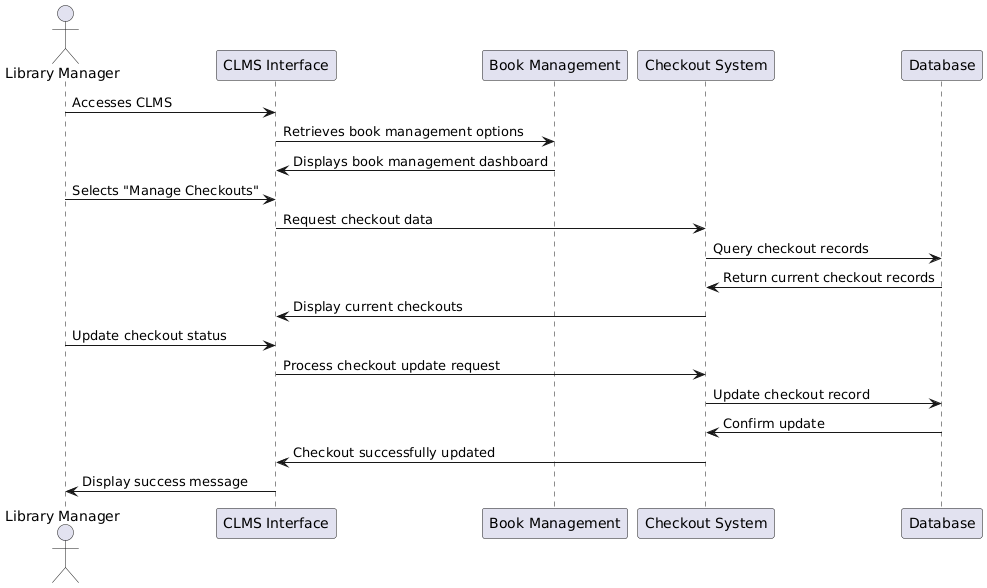 Library Manager
CLMS Interface
Book Management
Checkout System
Database
Accesses CLMS
Retrieves book management options
Displays book management dashboard
Selects "Manage Checkouts"
Request checkout data
Query checkout records
Return current checkout records
Display current checkouts
Update checkout status
Process checkout update request
Update checkout record
Confirm update
Checkout successfully updated
Display success message
Library Manager
CLMS Interface
Book Management
Checkout System
Database